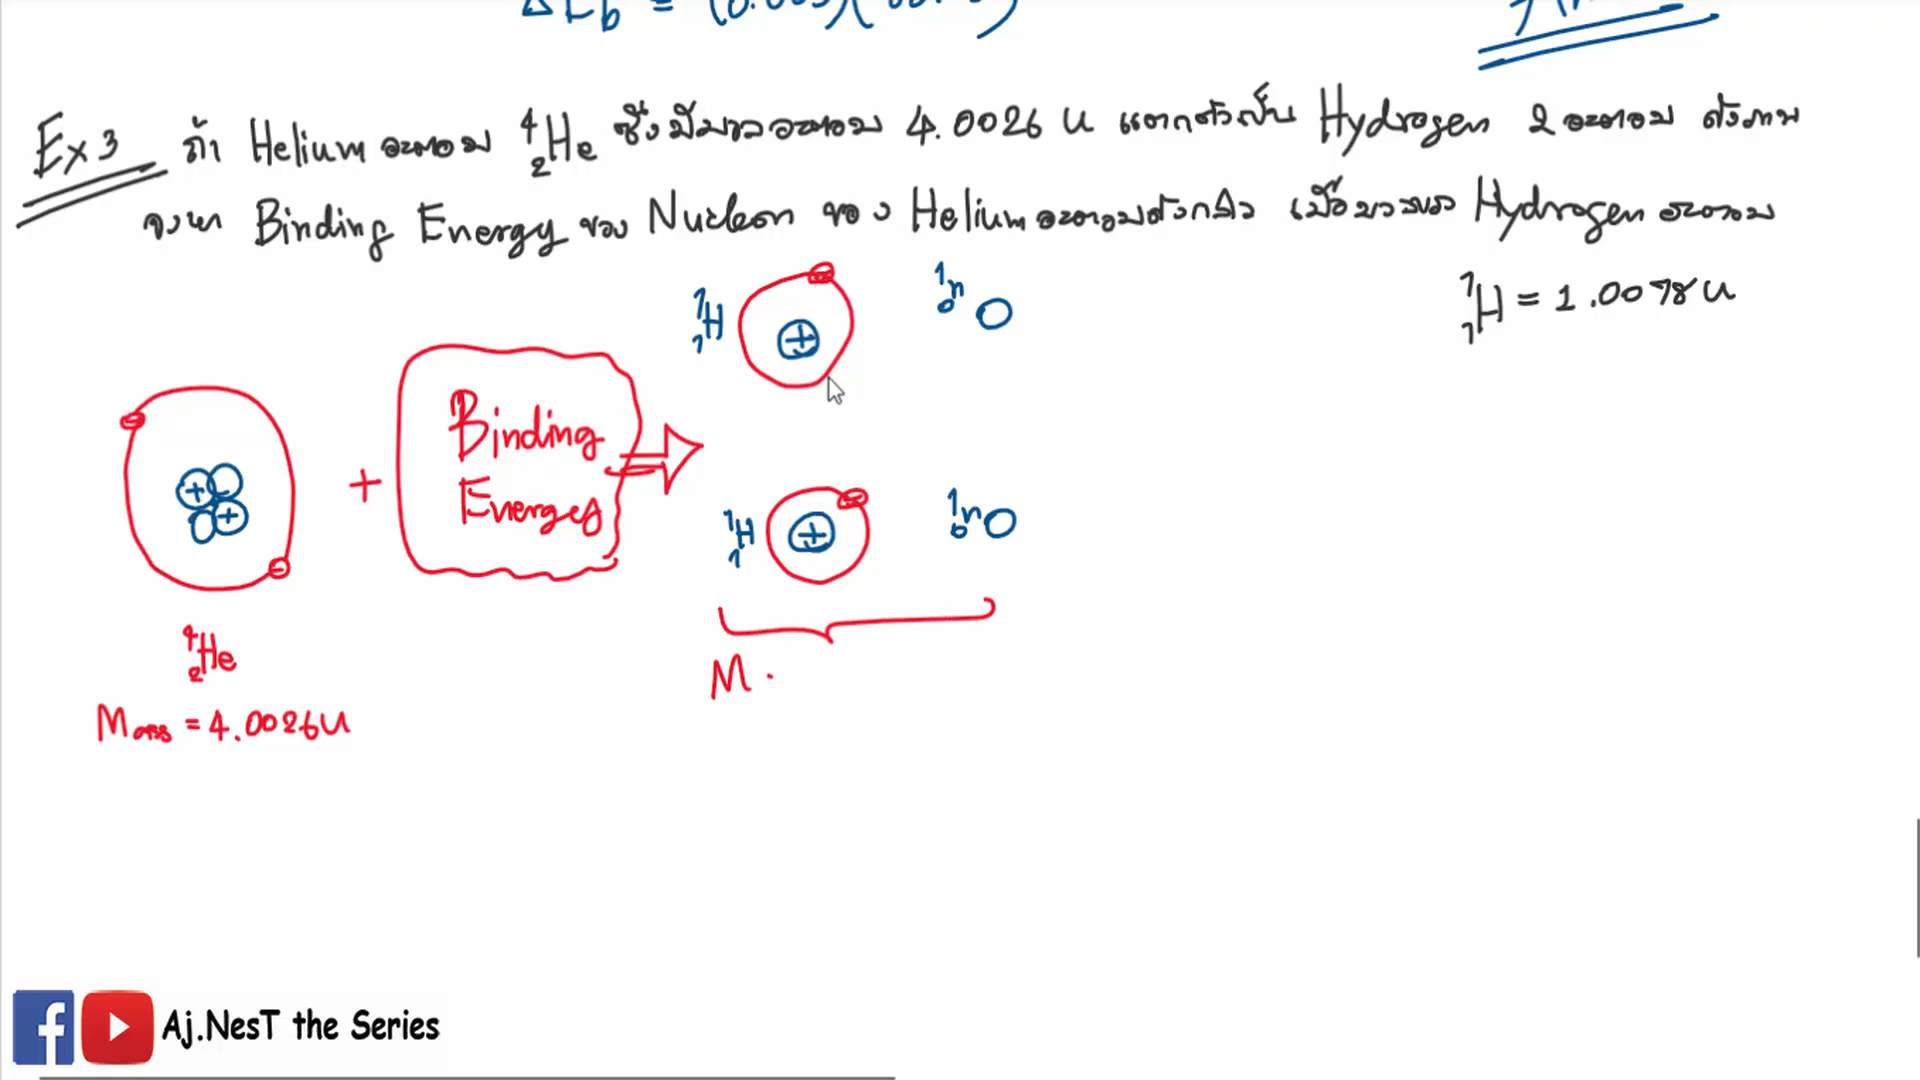 Ex 3 ถ้า Helium อะตอม ⁴₂He ซึ่งมีมวลอะตอม 4.0026 u แตกตัวเป็น Hydrogen 2 อะตอม ดังภาพ
จงหา Binding Energy ของ Nucleon ของ Helium อะตอมดังกล่าว เมื่อมวลของ Hydrogen อะตอม
¹₁H = 1.0078 u
¹₁H + ¹₀n
Binding
Energy
+
¹₁H + ¹₀n
⁴₂He
Mass = 4.0026 u
M
Aj.NesT the Series